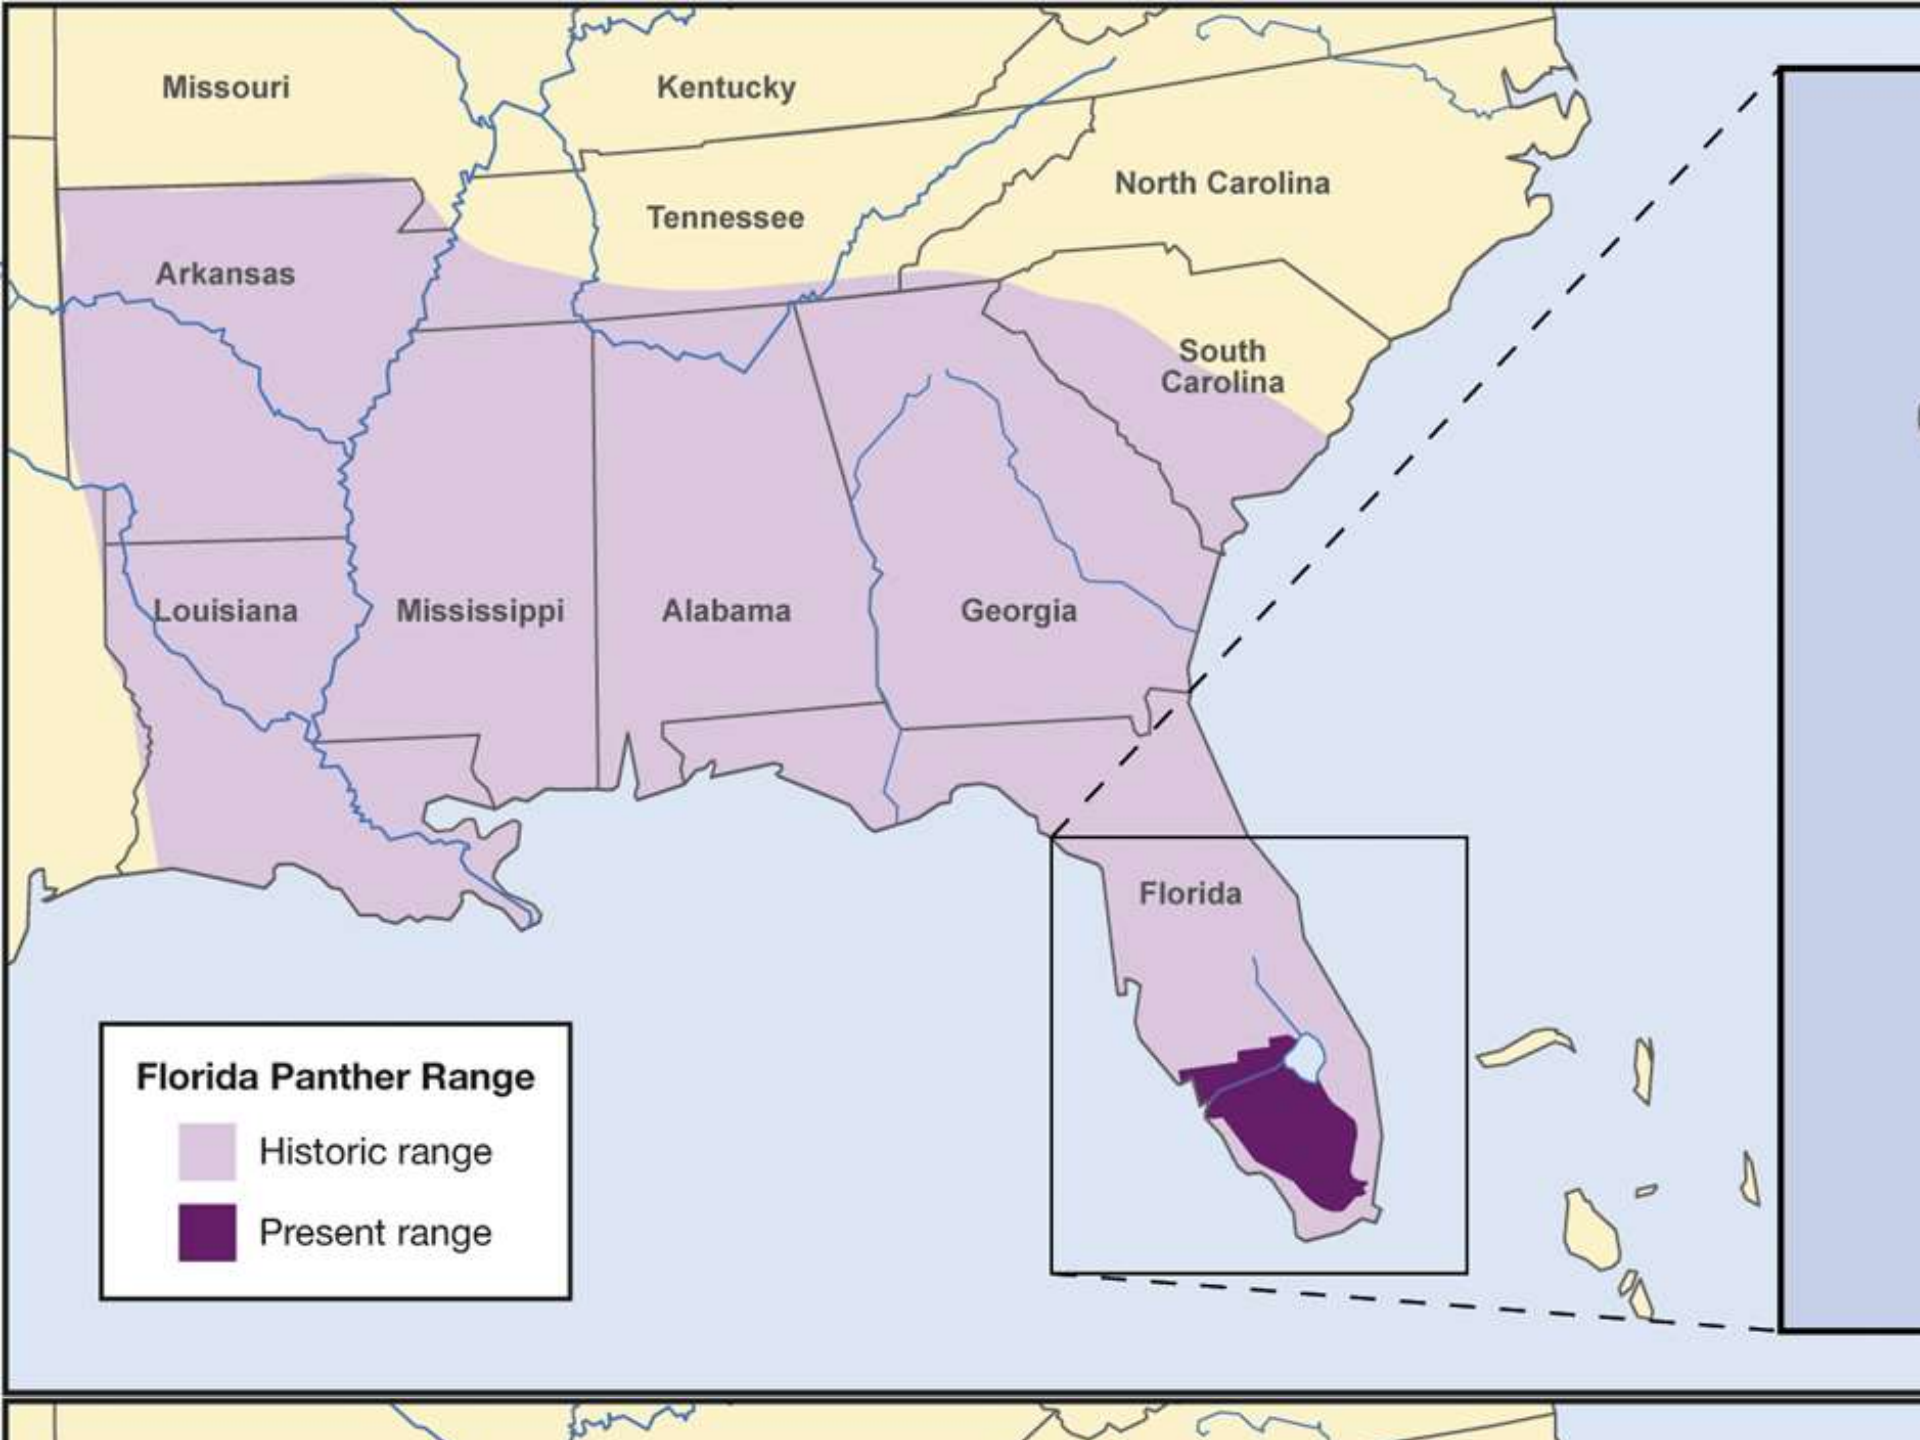 Missouri
Kentucky
North Carolina
Tennessee
Arkansas
South
Carolina
Louisiana
Mississippi
Alabama
Georgia
Florida
Florida Panther Range
Historic range
Present range